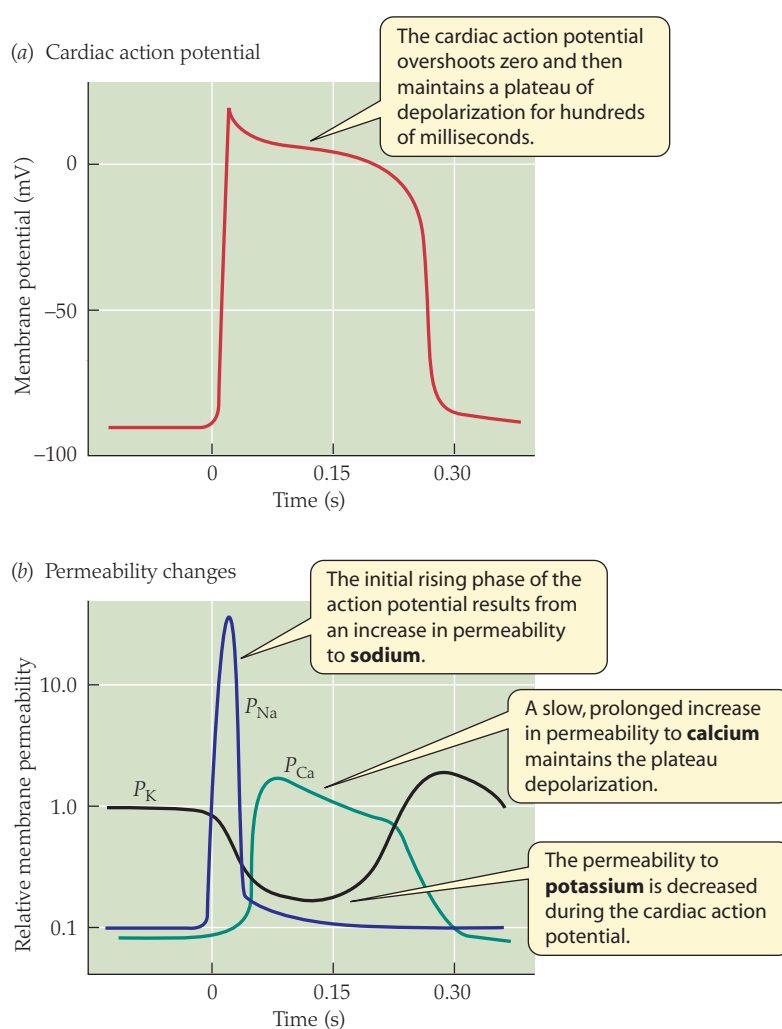 (a) Cardiac action potential
The cardiac action potential
overshoots zero and then
maintains a plateau of
depolarization for hundreds
of milliseconds.
Membrane potential (mV)
0
–50
–100
0 0.15 0.30
Time (s)
(b) Permeability changes
The initial rising phase of the
action potential results from
an increase in permeability
to sodium.
Relative membrane permeability
10.0
1.0
0.1
PNa
PCa
PK
A slow, prolonged increase
in permeability to calcium
maintains the plateau
depolarization.
The permeability to
potassium is decreased
during the cardiac action
potential.
0 0.15 0.30
Time (s)